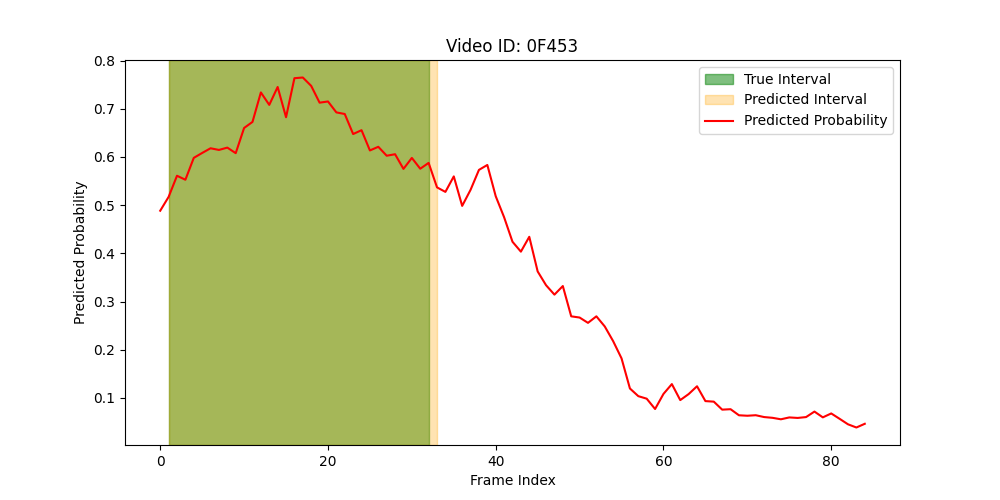 Video ID: 0F453
True Interval
Predicted Interval
Predicted Probability
Predicted Probability
0.8
0.7
0.6
0.5
0.4
0.3
0.2
0.1
0 20 40 60 80
Frame Index